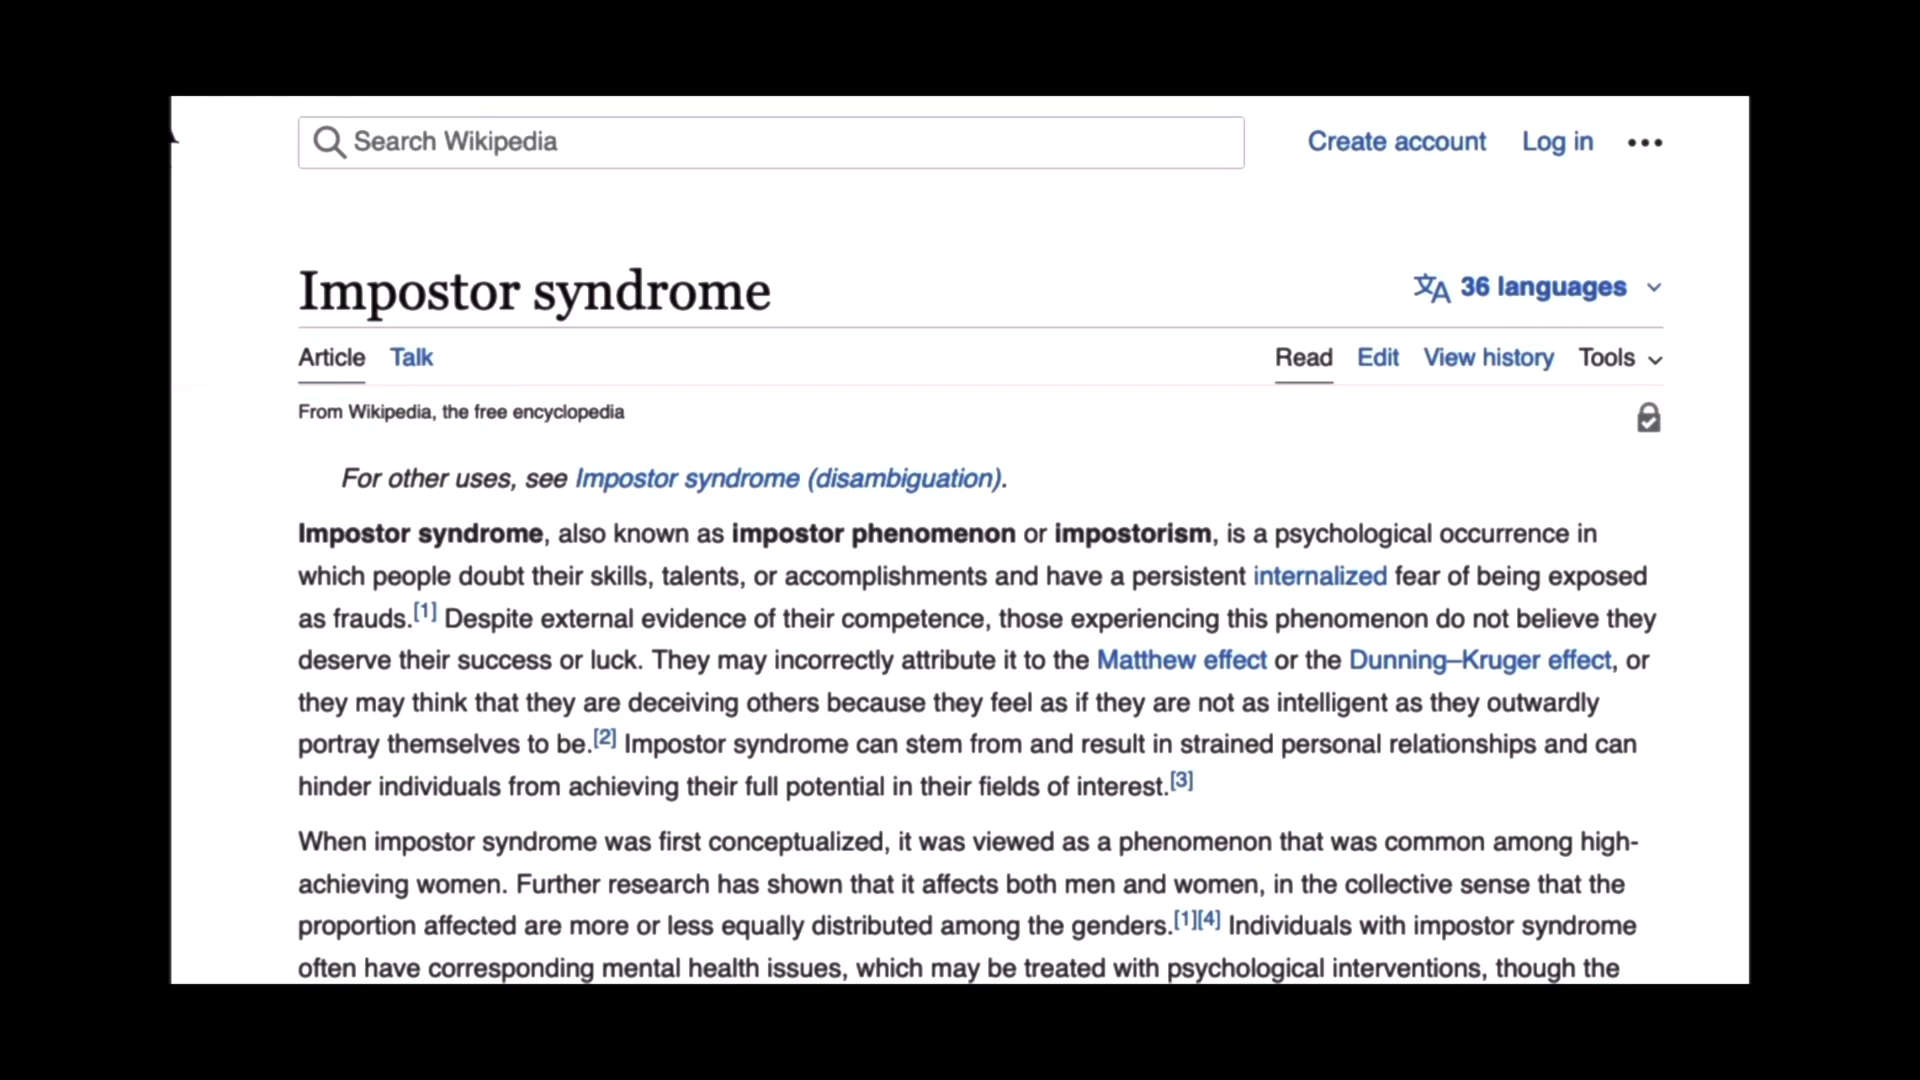 Search Wikipedia
Create account Log in •••
Impostor syndrome
36 languages
Article Talk
Read Edit View history Tools
From Wikipedia, the free encyclopedia
For other uses, see Impostor syndrome (disambiguation).
Impostor syndrome, also known as impostor phenomenon or impostorism, is a psychological occurrence in
which people doubt their skills, talents, or accomplishments and have a persistent internalized fear of being exposed
as frauds.[1] Despite external evidence of their competence, those experiencing this phenomenon do not believe they
deserve their success or luck. They may incorrectly attribute it to the Matthew effect or the Dunning–Kruger effect, or
they may think that they are deceiving others because they feel as if they are not as intelligent as they outwardly
portray themselves to be.[2] Impostor syndrome can stem from and result in strained personal relationships and can
hinder individuals from achieving their full potential in their fields of interest.[3]
When impostor syndrome was first conceptualized, it was viewed as a phenomenon that was common among high-
achieving women. Further research has shown that it affects both men and women, in the collective sense that the
proportion affected are more or less equally distributed among the genders.[1][4] Individuals with impostor syndrome
often have corresponding mental health issues, which may be treated with psychological interventions, though the